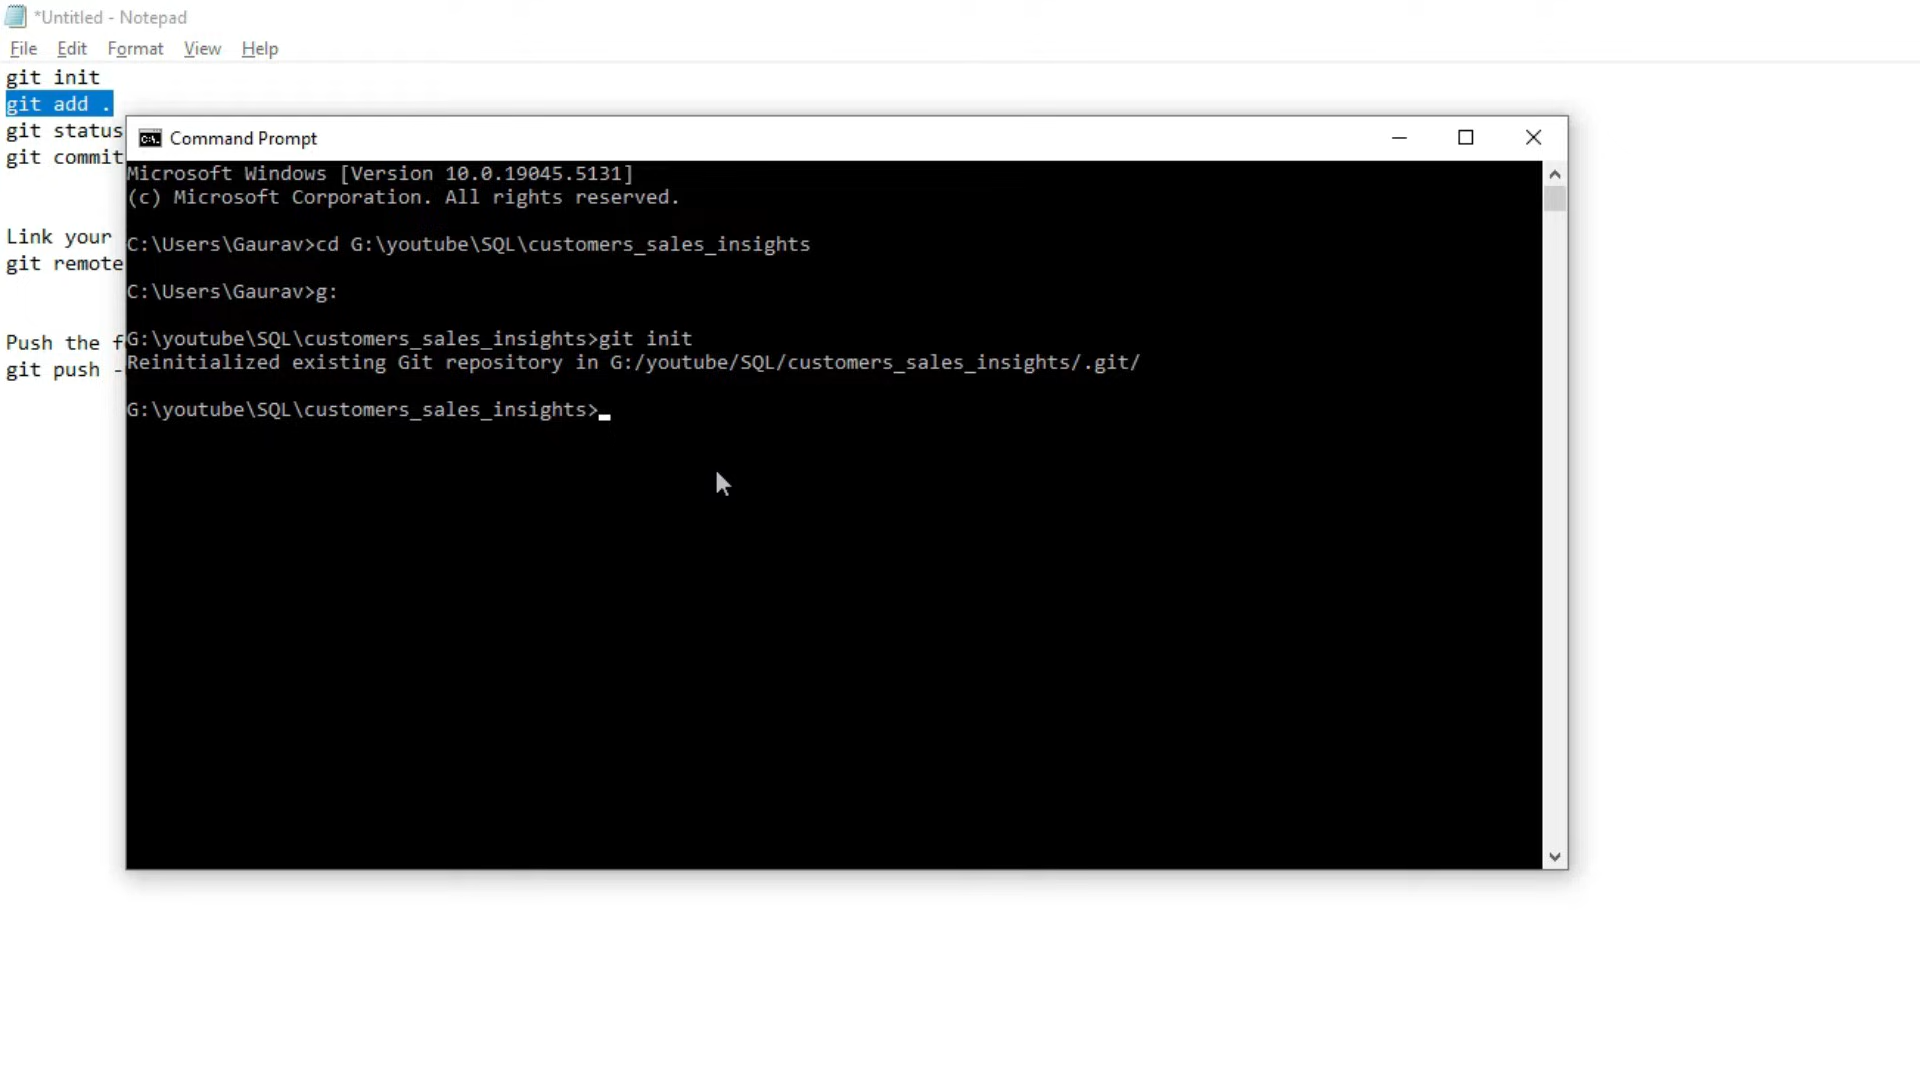 *Untitled - Notepad
File Edit Format View Help
git init
git add .
git status
git commit
Link your
git remote
Push the f
git push -
Command Prompt
Microsoft Windows [Version 10.0.19045.5131]
(c) Microsoft Corporation. All rights reserved.
C:\Users\Gaurav>cd G:\youtube\SQL\customers_sales_insights
C:\Users\Gaurav>g:
G:\youtube\SQL\customers_sales_insights>git init
Reinitialized existing Git repository in G:/youtube/SQL/customers_sales_insights/.git/
G:\youtube\SQL\customers_sales_insights>